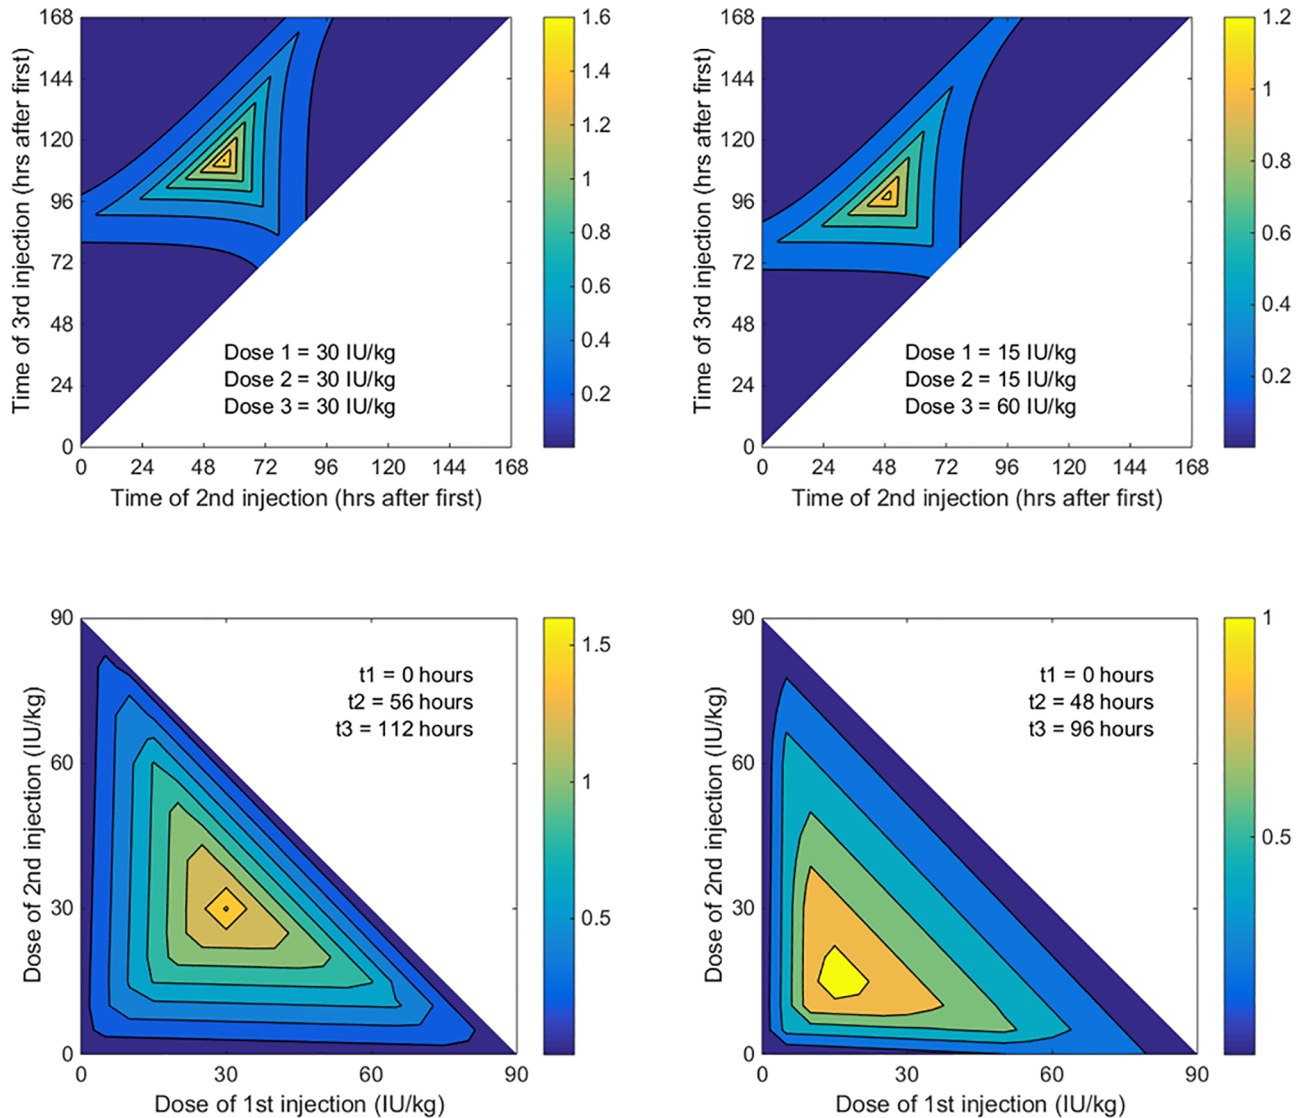 168
144
120
96
72
48
24
0
Time of 3rd injection (hrs after first)
Dose 1 = 30 IU/kg
Dose 2 = 30 IU/kg
Dose 3 = 30 IU/kg
0 24 48 72 96 120 144 168
Time of 2nd injection (hrs after first)
1.6
1.4
1.2
1
0.8
0.6
0.4
0.2
168
144
120
96
72
48
24
0
Time of 3rd injection (hrs after first)
Dose 1 = 15 IU/kg
Dose 2 = 15 IU/kg
Dose 3 = 60 IU/kg
0 24 48 72 96 120 144 168
Time of 2nd injection (hrs after first)
1.2
1
0.8
0.6
0.4
0.2
90
60
30
0
Dose of 2nd injection (IU/kg)
t1 = 0 hours
t2 = 56 hours
t3 = 112 hours
0 30 60 90
Dose of 1st injection (IU/kg)
1.5
1
0.5
90
60
30
0
Dose of 2nd injection (IU/kg)
t1 = 0 hours
t2 = 48 hours
t3 = 96 hours
0 30 60 90
Dose of 1st injection (IU/kg)
1
0.5